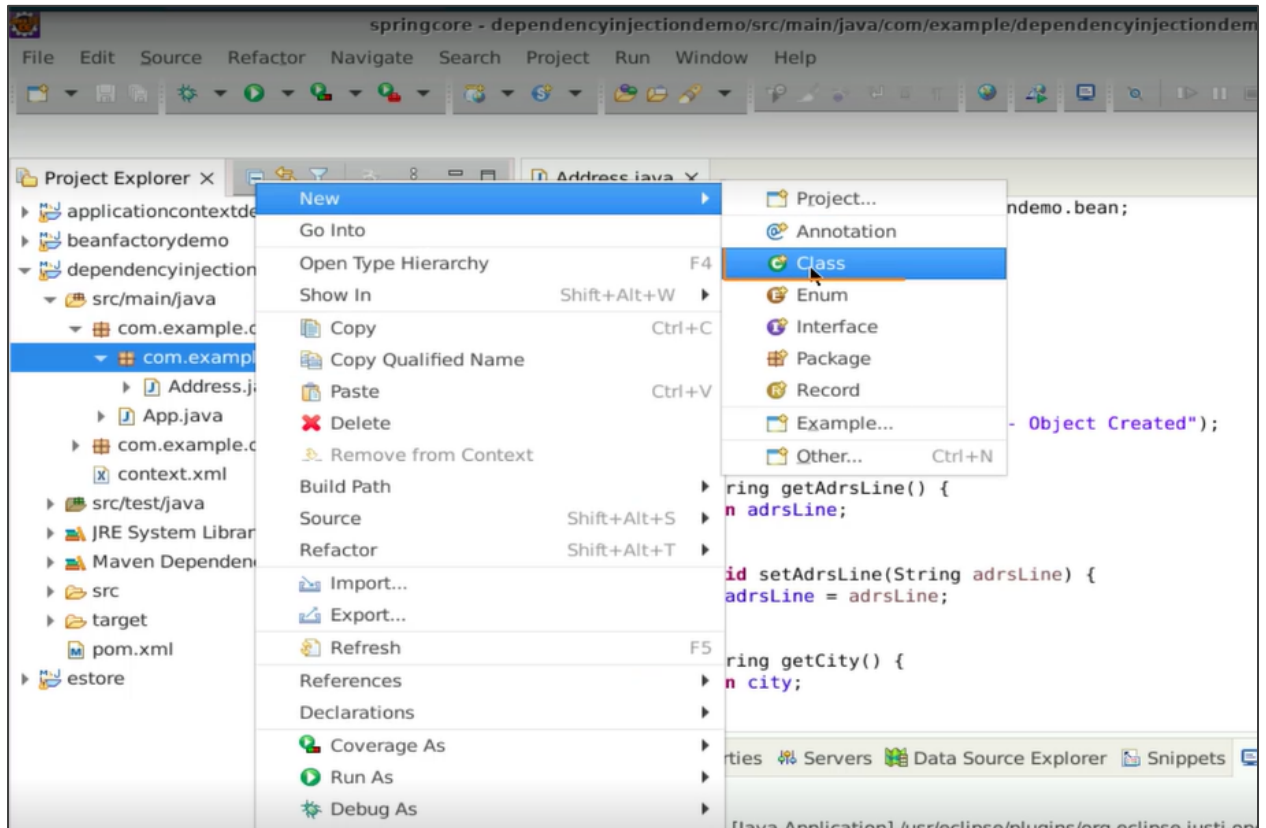 springcore - dependencyinjectiondemo/src/main/java/com/example/dependencyinjectiondem
File Edit Source Refactor Navigate Search Project Run Window Help
Project Explorer
Address.java
applicationcontextde
beanfactorydemo
dependencyinjection
src/main/java
com.example.c
com.exampl
Address.ja
App.java
com.example.c
context.xml
src/test/java
JRE System Librar
Maven Dependen
src
target
pom.xml
estore
New
Go Into
Open Type Hierarchy F4
Show In Shift+Alt+W
Copy Ctrl+C
Copy Qualified Name
Paste Ctrl+V
Delete
Remove from Context
Build Path
Source Shift+Alt+S
Refactor Shift+Alt+T
Import...
Export...
Refresh F5
References
Declarations
Coverage As
Run As
Debug As
Project...
Annotation
Class
Enum
Interface
Package
Record
Example...
Other... Ctrl+N
ndemo.bean;
- Object Created");
ring getAdrsLine() {
n adrsLine;
id setAdrsLine(String adrsLine) {
adrsLine = adrsLine;
ring getCity() {
n city;
rties Servers Data Source Explorer Snippets